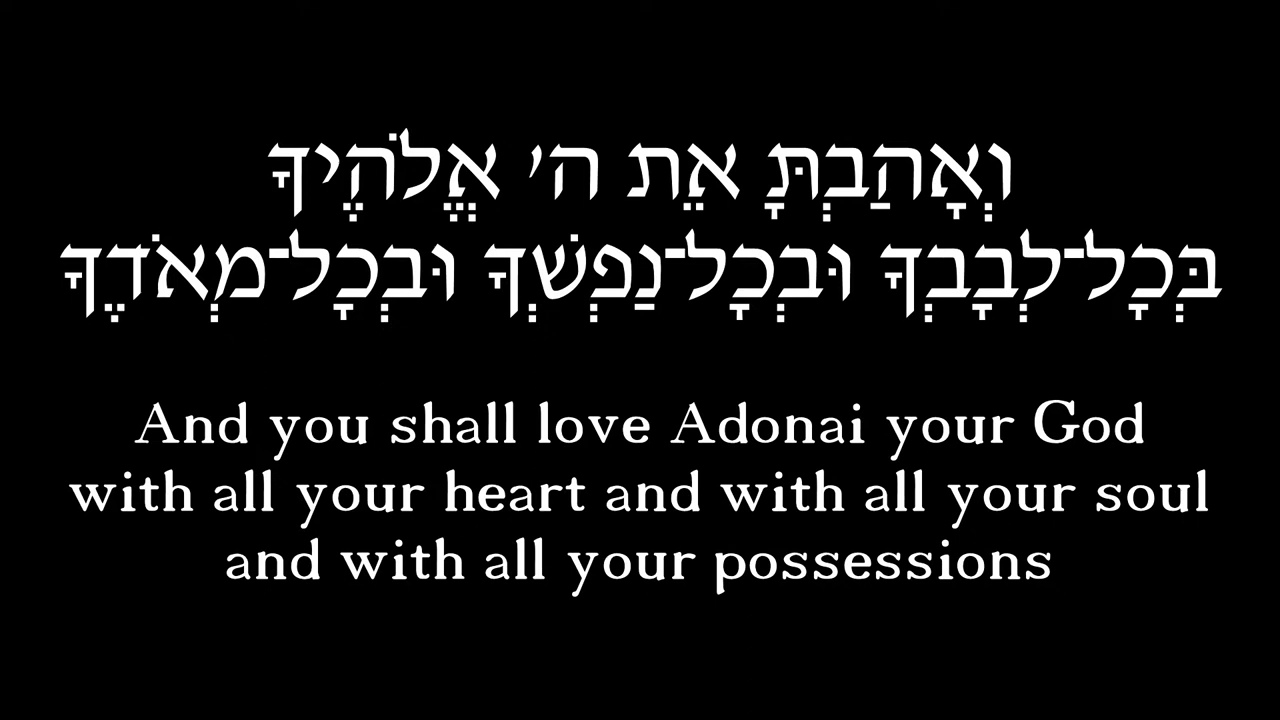 וְאָהַבְתָּ אֵת ה׳ אֱלֹהֶיךָ
בְּכָל־לְבָבְךָ וּבְכָל־נַפְשְׁךָ וּבְכָל־מְאֹדֶךָ
And you shall love Adonai your God
with all your heart and with all your soul
and with all your possessions